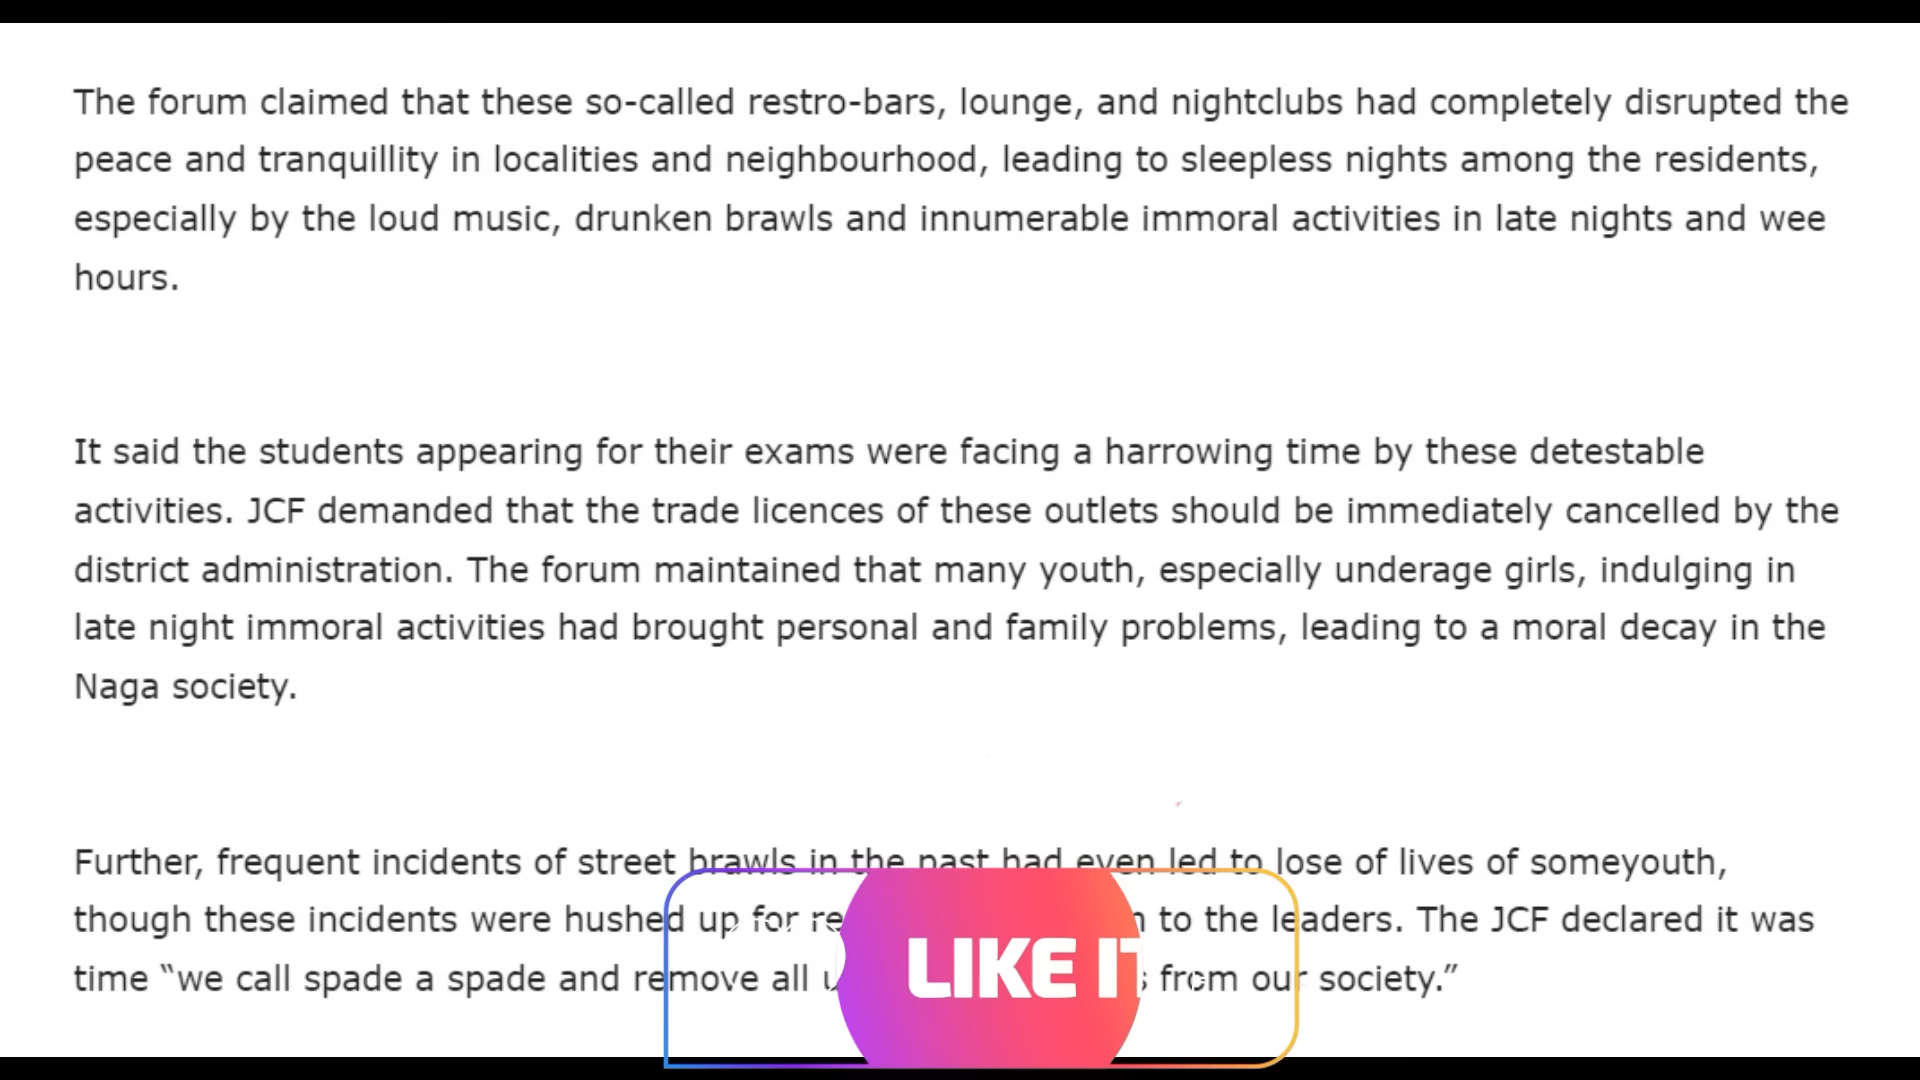 The forum claimed that these so-called restro-bars, lounge, and nightclubs had completely disrupted the
peace and tranquillity in localities and neighbourhood, leading to sleepless nights among the residents,
especially by the loud music, drunken brawls and innumerable immoral activities in late nights and wee
hours.
It said the students appearing for their exams were facing a harrowing time by these detestable
activities. JCF demanded that the trade licences of these outlets should be immediately cancelled by the
district administration. The forum maintained that many youth, especially underage girls, indulging in
late night immoral activities had brought personal and family problems, leading to a moral decay in the
Naga society.
Further, frequent incidents of street brawls in the past had even led to lose of lives of someyouth,
though these incidents were hushed up for to the leaders. The JCF declared it was
time “we call spade a spade and remove all from our society.”
LIKE IT